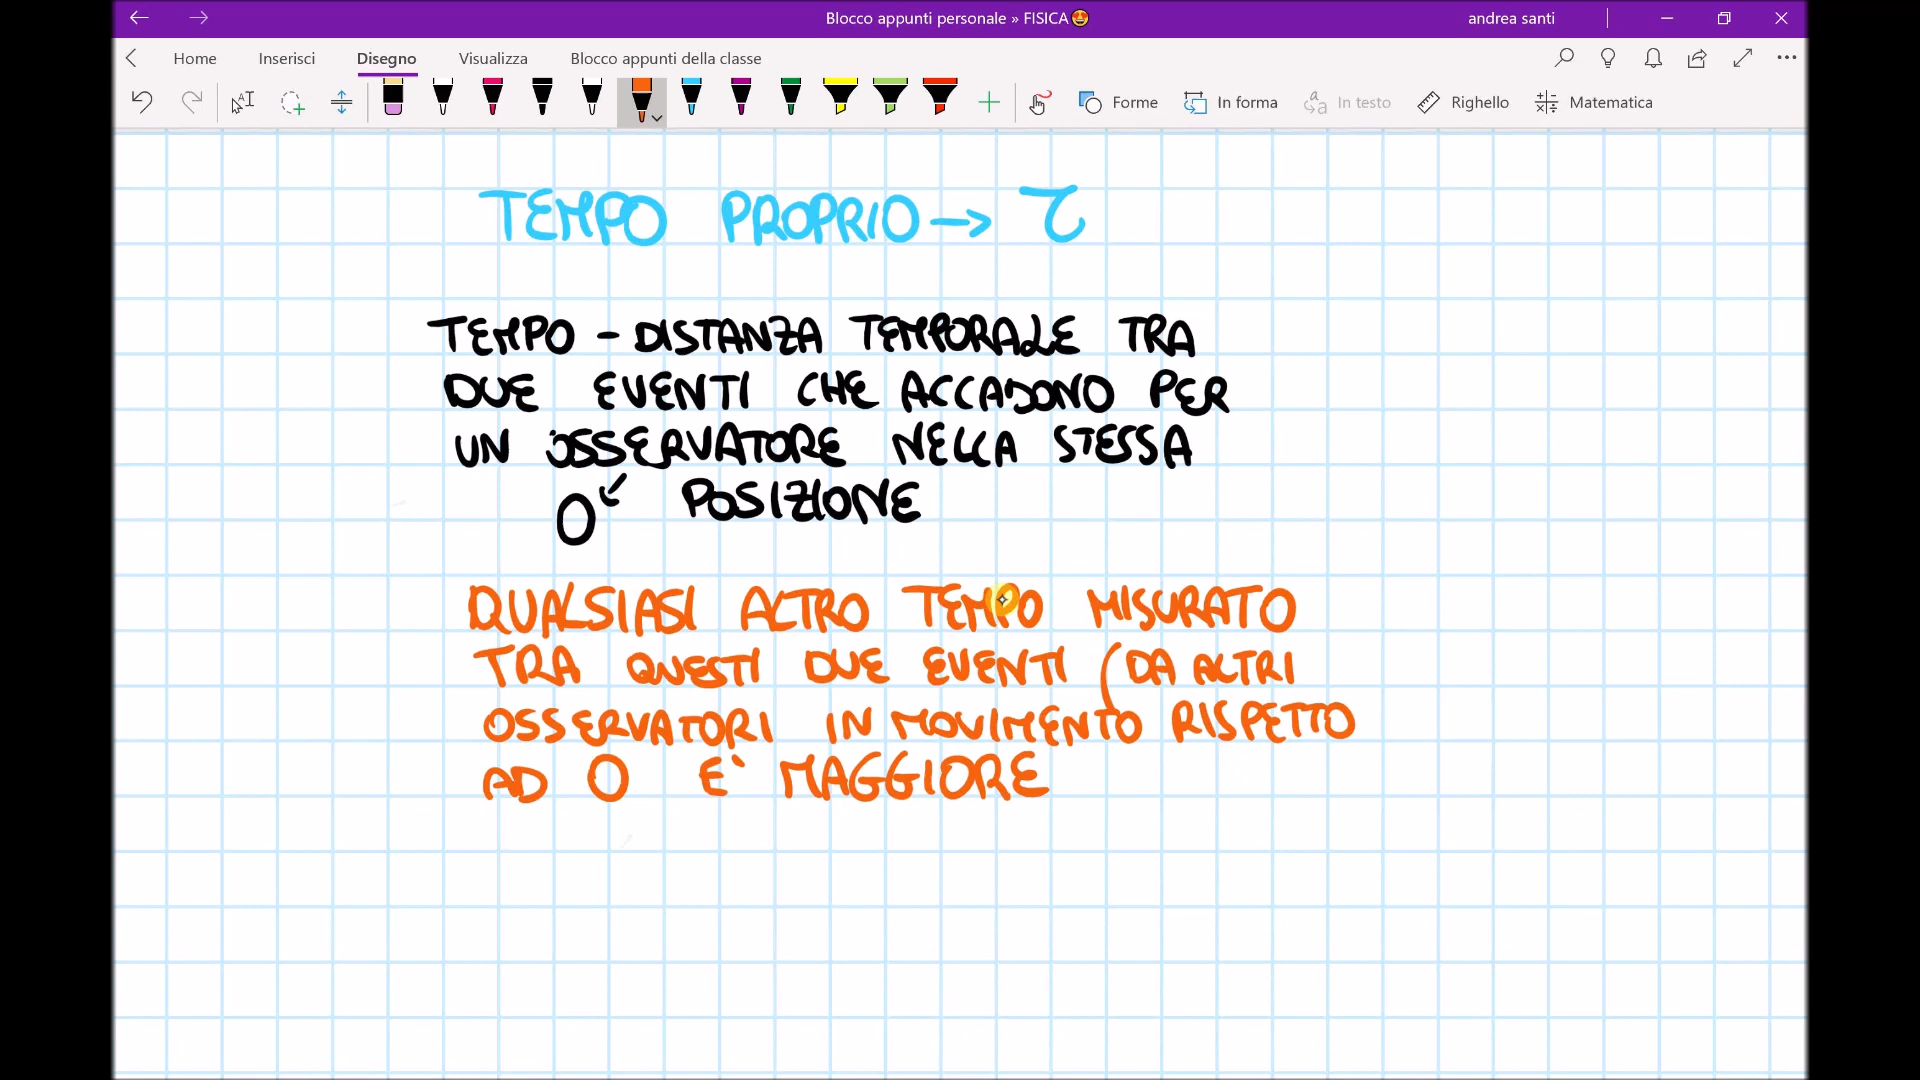 Blocco appunti personale » FISICA😍
andrea santi
Home Inserisci Disegno Visualizza Blocco appunti della classe
Forme In forma In testo Righello Matematica
TEMPO PROPRIO → τ
TEMPO - DISTANZA TEMPORALE TRA
DUE EVENTI CHE ACCADONO PER
UN OSSERVATORE NELLA STESSA
O POSIZIONE
QUALSIASI ALTRO TEMPO MISURATO
TRA QUESTI DUE EVENTI (DA ALTRI
OSSERVATORI IN MOVIMENTO RISPETTO
AD O E` MAGGIORE